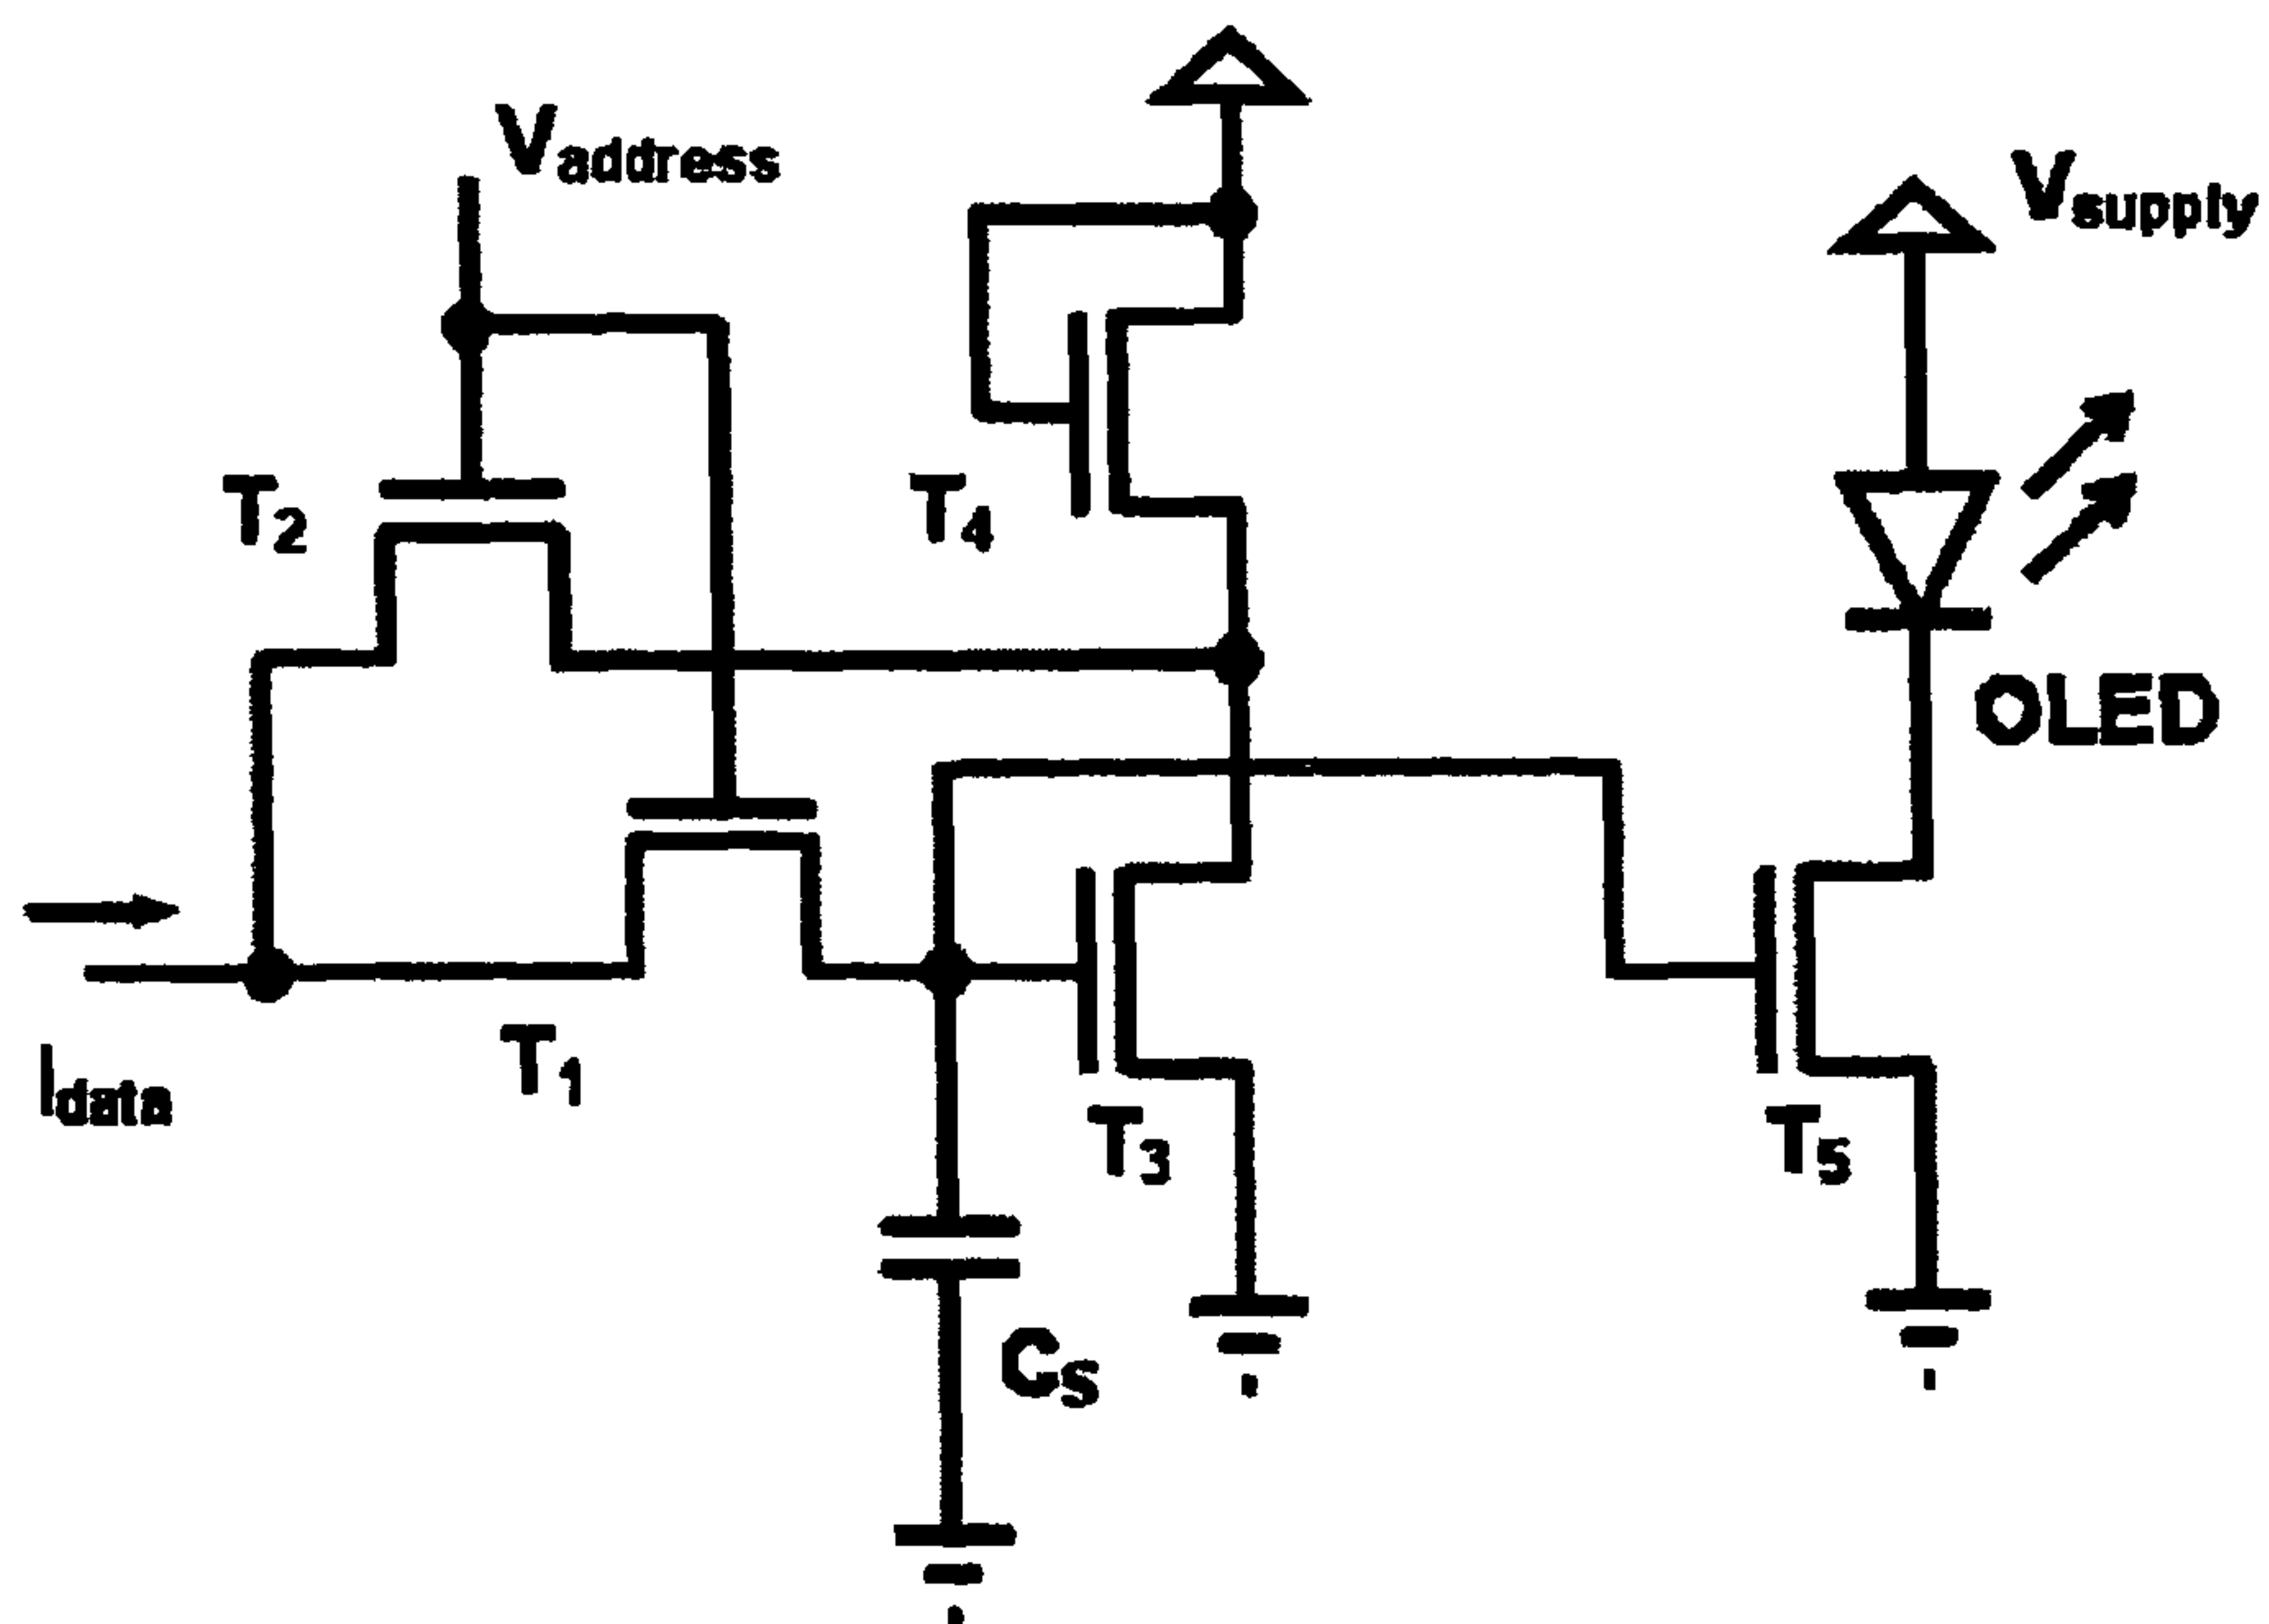 Vaddress
Vsupply
T2
T4
OLED
Idata
T1
T3
T5
CS